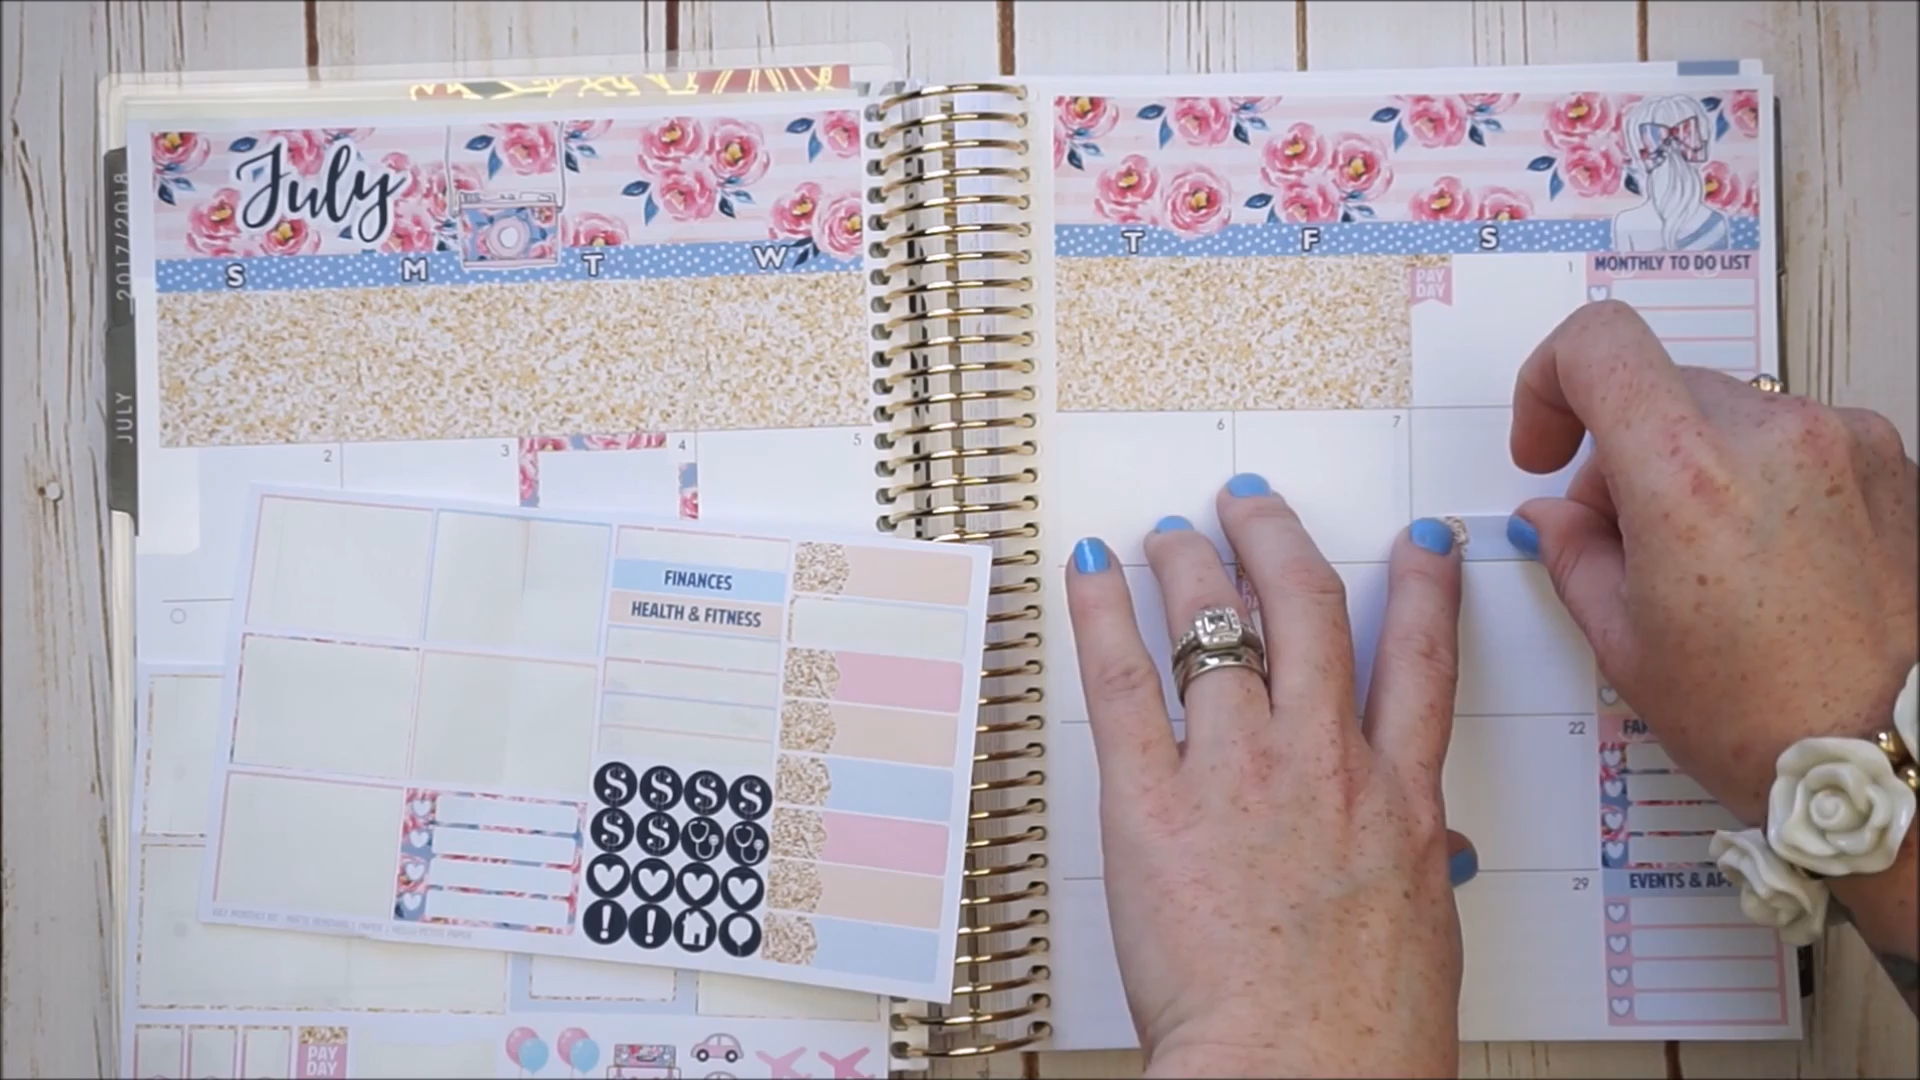 2017/2018
JULY
July
S M T W
T F S
PAY DAY
1
MONTHLY TO DO LIST
2 3 4 5
6 7
FINANCES
HEALTH & FITNESS
22
29
EVENTS & AP
PAY DAY